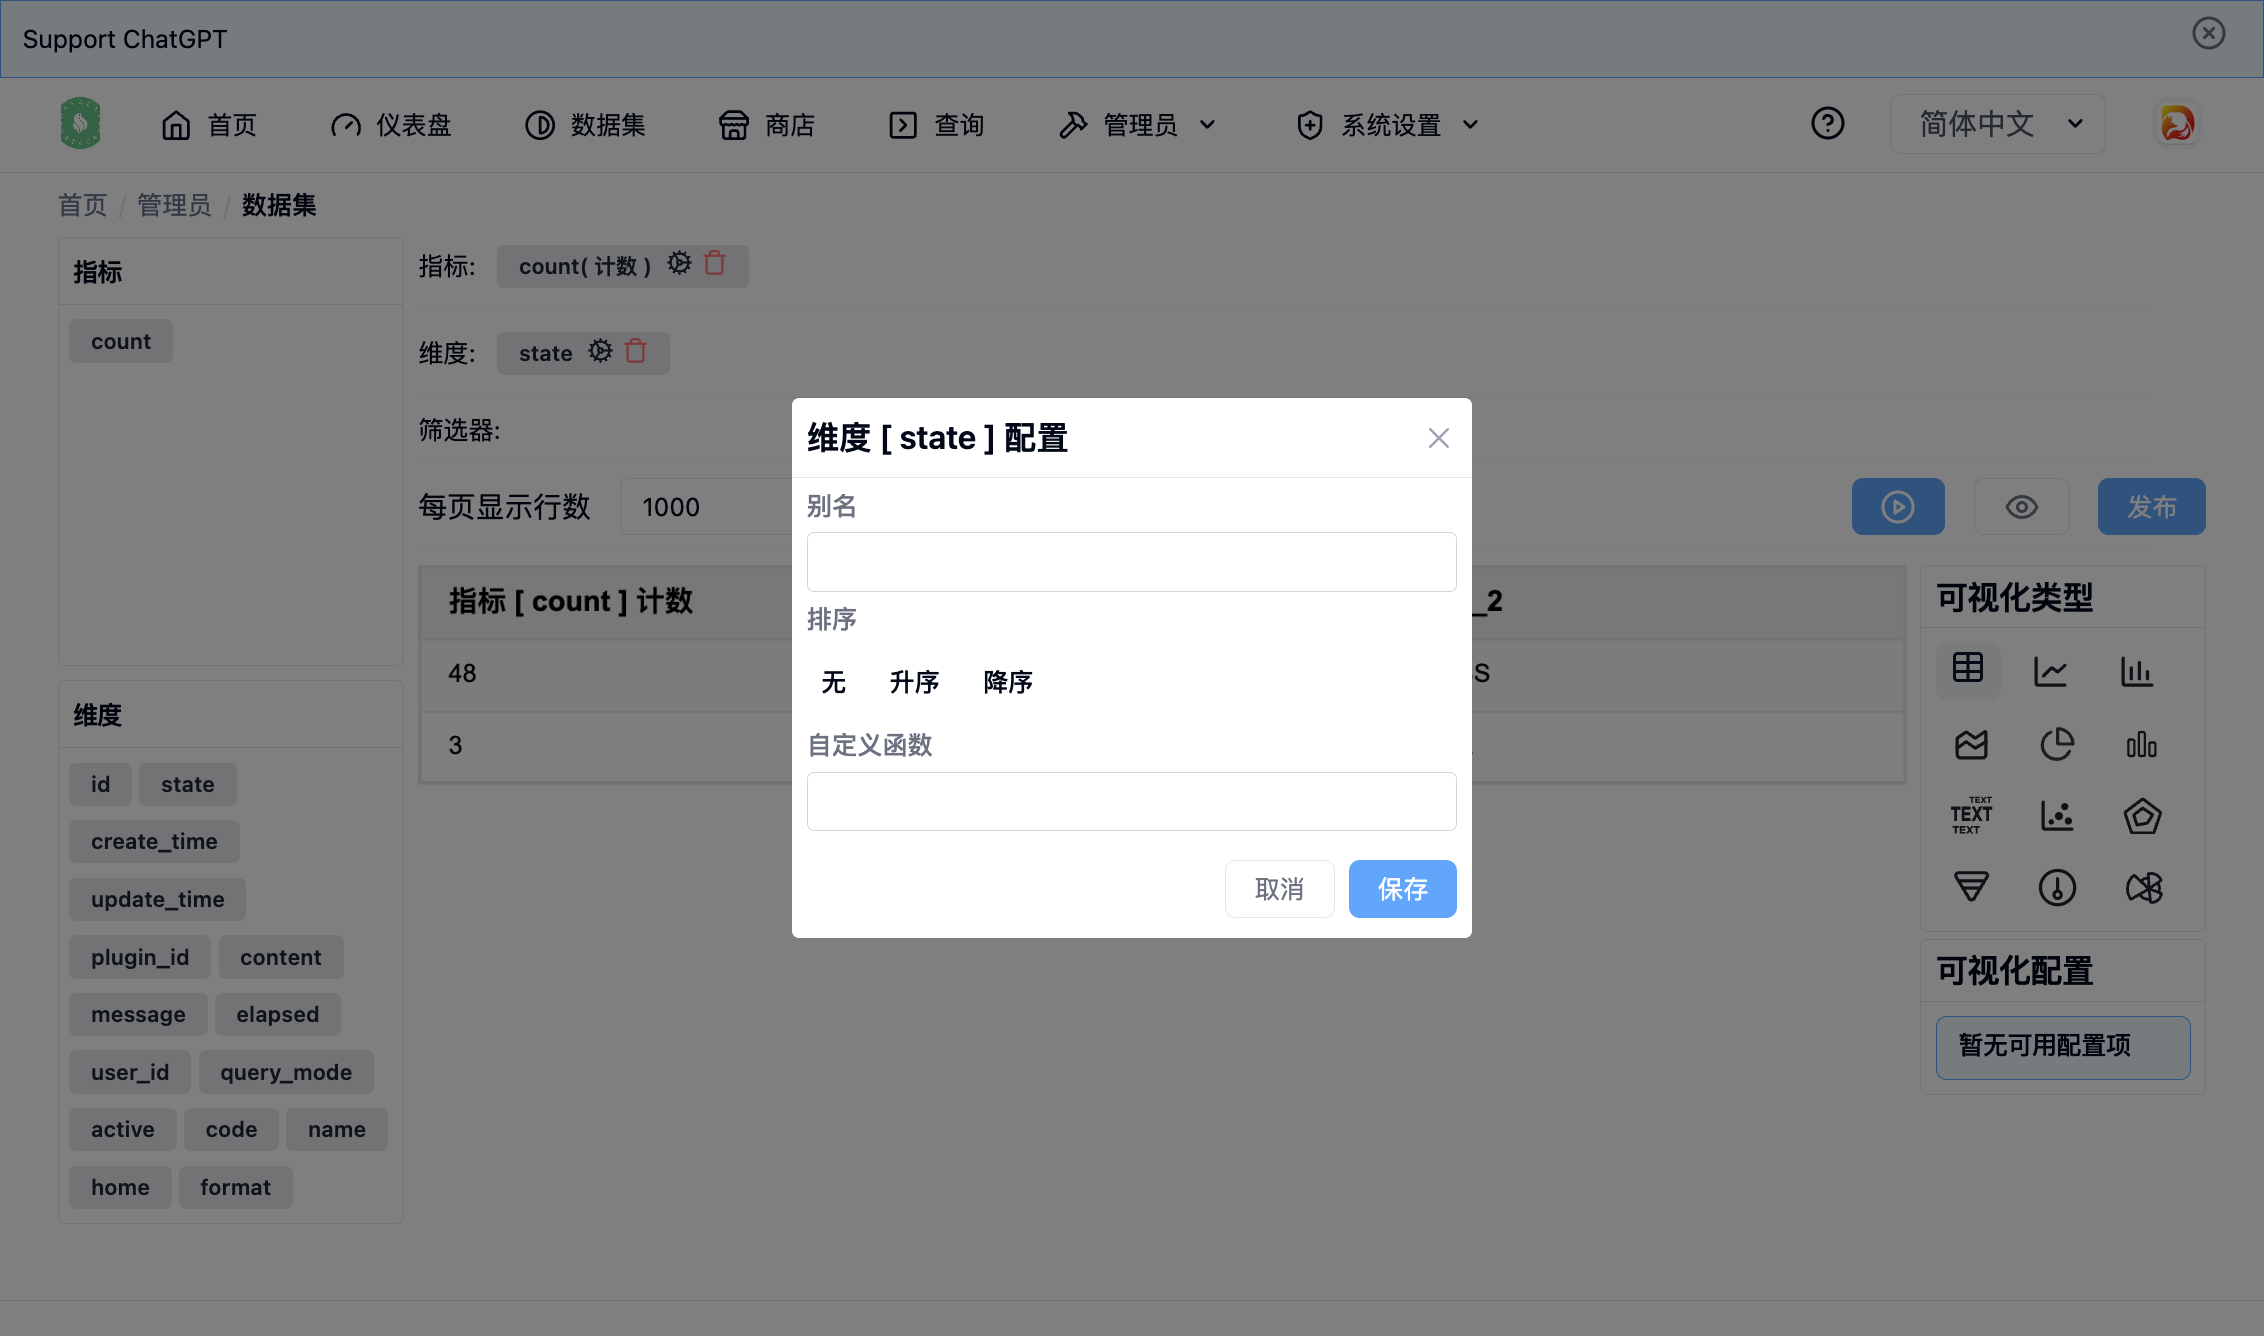 Support ChatGPT
首页 仪表盘 数据集 商店 查询 管理员 系统设置 简体中文
首页 / 管理员 / 数据集
指标
count
指标: count( 计数 )
维度: state
筛选器:
每页显示行数 1000 发布
指标 [ count ] 计数 _2
48 S
3
维度
id state
create_time
update_time
plugin_id content
message elapsed
user_id query_mode
active code name
home format
维度 [ state ] 配置
别名
排序
无 升序 降序
自定义函数
取消 保存
可视化类型
TEXT
TEXT
TEXT
可视化配置
暂无可用配置项